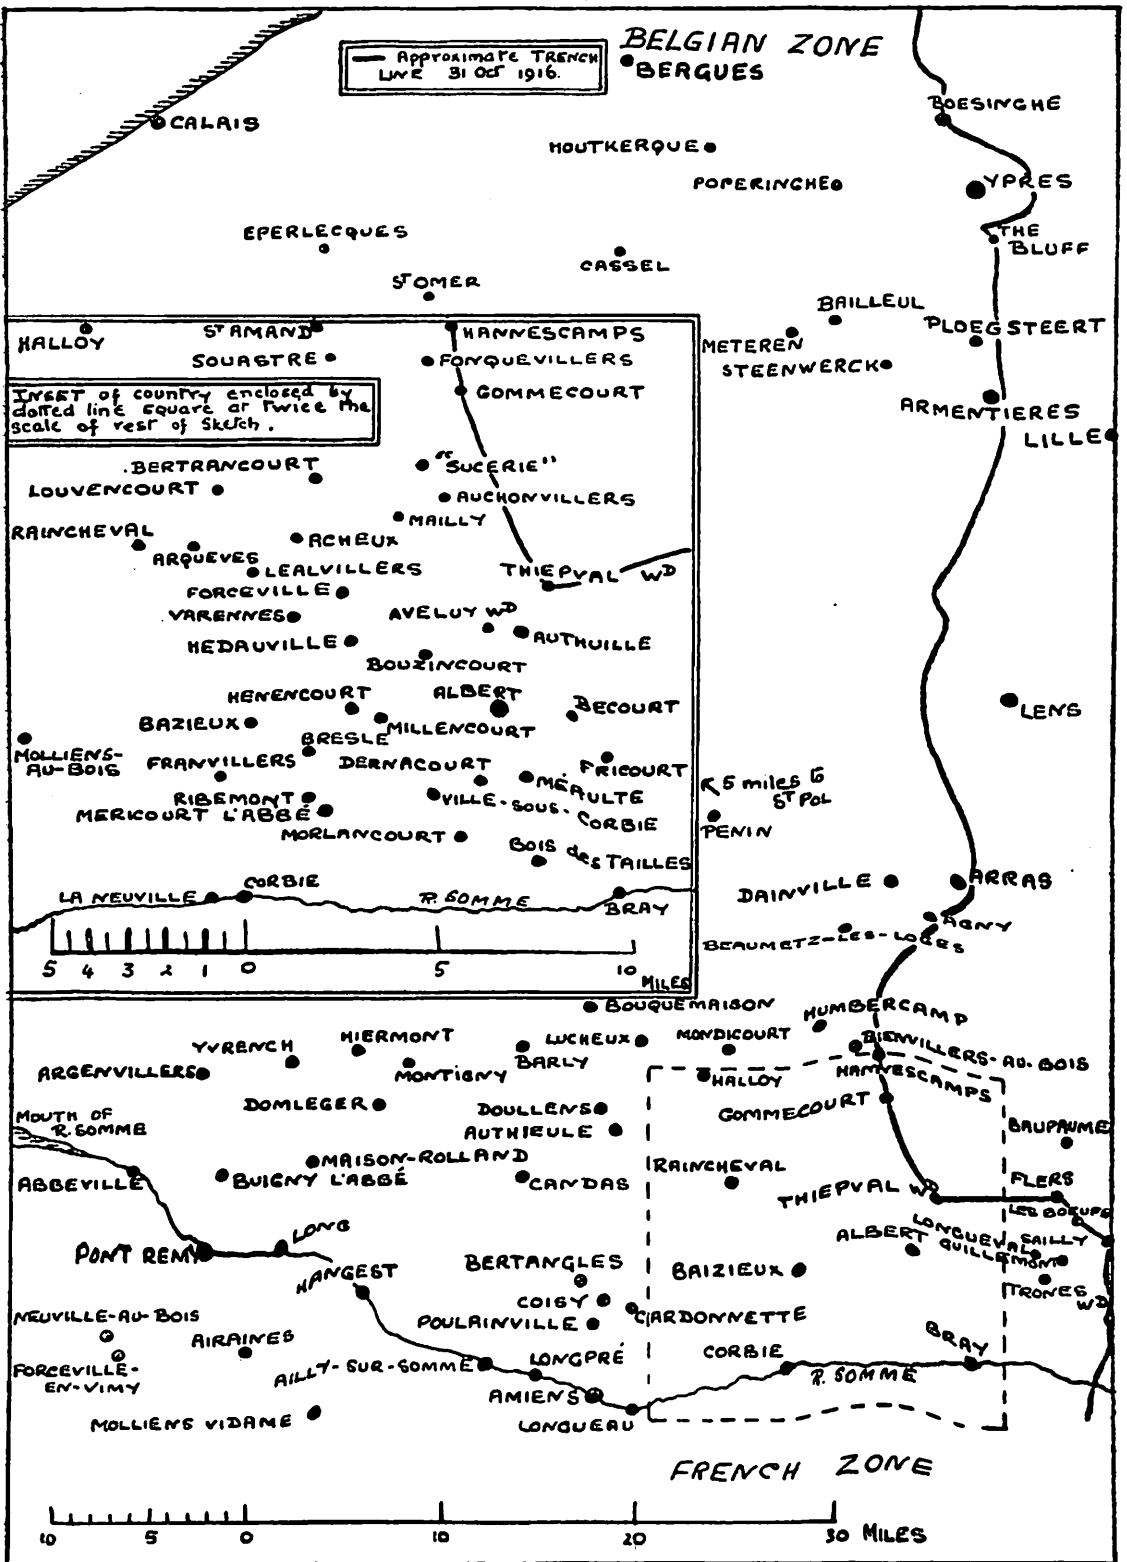 BELGIAN ZONE
Approximate TRENCH
LINE 31 Oct 1916.
BERGUES
BOESINGHE
CALAIS
HOUTKERQUE
POPERINGHE
YPRES
EPERLECQUES
THE
BLUFF
CASSEL
St OMER
BAILLEUL
PLOEGSTEERT
METEREN
STEENWERCK
ARMENTIERES
LILLE
HALLOY
St AMAND
HANNESCAMPS
SOUASTRE
FONQUEVILLERS
GOMMECOURT
INSET of country enclosed by
dotted line square at twice the
scale of rest of Sketch.
BERTRANCOURT
"SUCERIE"
LOUVENCOURT
AUCHONVILLERS
MAILLY
RAINCHEVAL
ARQUEVES
ACHEUX
LEALVILLERS
THIEPVAL WD
FORCEVILLE
VARENNES
AVELUY WD
AUTHUILLE
HEDAUVILLE
BOUZINCOURT
HENENCOURT
ALBERT
BECOURT
BAZIEUX
MILLENCOURT
BRESLE
MOLLIENS-
AU-BOIS
FRANVILLERS
DERNACOURT
FRICOURT
MÉAULTE
RIBEMONT
VILLE-SOUS-
CORBIE
MERICOURT L'ABBÉ
MORLANCOURT
BOIS des TAILLES
LA NEUVILLE
CORBIE
R. SOMME
BRAY
5 4 3 2 1 0 5 10
MILES
LENS
5 miles to
St POL
PENIN
DAINVILLE
ARRAS
AGNY
BEAUMETZ-LES-LOGES
BOUQUEMAISON
HUMBERCAMP
YVRENCH
HIERMONT
LUCHEUX
MONDICOURT
BIENVILLERS-AU-BOIS
ARGENVILLERS
MONTIGNY
BARLY
HALLOY
HANNESCAMPS
DOMLEGER
DOULLENS
GOMMECOURT
MOUTH OF
R. SOMME
AUTHIEULE
BAUPAUME
ABBEVILLE
BUIGNY L'ABBÉ
MAISON-ROLLAND
CANDAS
RAINCHEVAL
THIEPVAL WD
FLERS
LES BOEUFS
PONT REMY
LONG
ALBERT
LONGUEVAL
SAILLY
GUILLEMONT
HANGEST
BERTANGLES
BAIZIEUX
TRONES
WD
COISY
CARDONNETTE
NEUVILLE-AU-BOIS
POULAINVILLE
AIRAINES
FORCEVILLE-
EN-VIMY
AILLY-SUR-SOMME
LONGPRÉ
CORBIE
BRAY
R. SOMME
AMIENS
MOLLIENS VIDAME
LONGUEAU
FRENCH ZONE
10 5 0 10 20 30 MILES